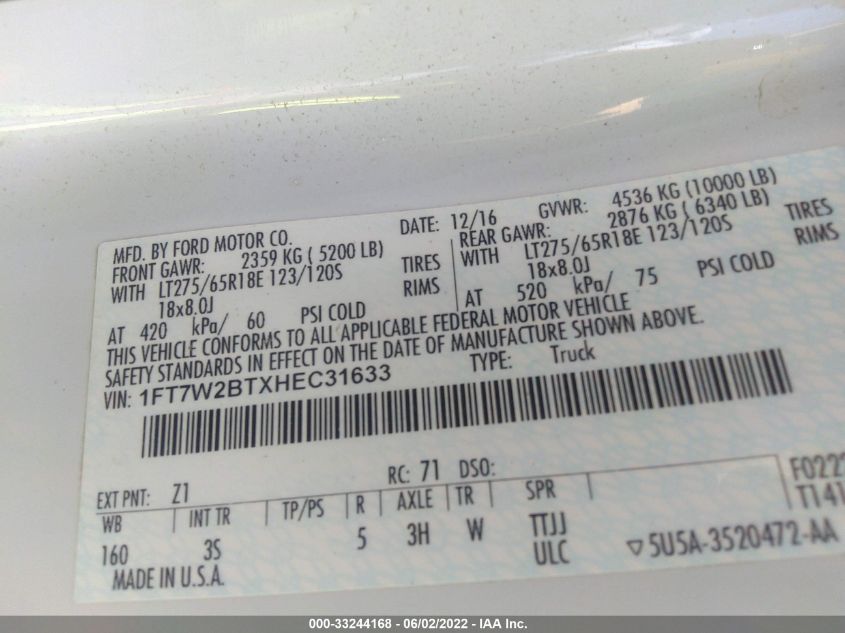 MFD. BY FORD MOTOR CO. DATE: 12/16 GVWR: 4536 KG (10000 LB)
FRONT GAWR: 2359 KG ( 5200 LB) REAR GAWR: 2876 KG ( 6340 LB)
WITH LT275/65R18E 123/120S TIRES WITH LT275/65R18E 123/120S TIRES
18x8.0J RIMS 18x8.0J RIMS
AT 420 kPa/ 60 PSI COLD AT 520 kPa/ 75 PSI COLD
THIS VEHICLE CONFORMS TO ALL APPLICABLE FEDERAL MOTOR VEHICLE
SAFETY STANDARDS IN EFFECT ON THE DATE OF MANUFACTURE SHOWN ABOVE.
VIN: 1FT7W2BTXHEC31633 TYPE: Truck
EXT PNT: Z1 RC: 71 DSO:
WB INT TR TP/PS R AXLE TR SPR
160 3S 5 3H W TTJJ
ULC
MADE IN U.S.A. 5U5A-3520472-AA
T141
000-33244168 - 06/02/2022 - IAA Inc.